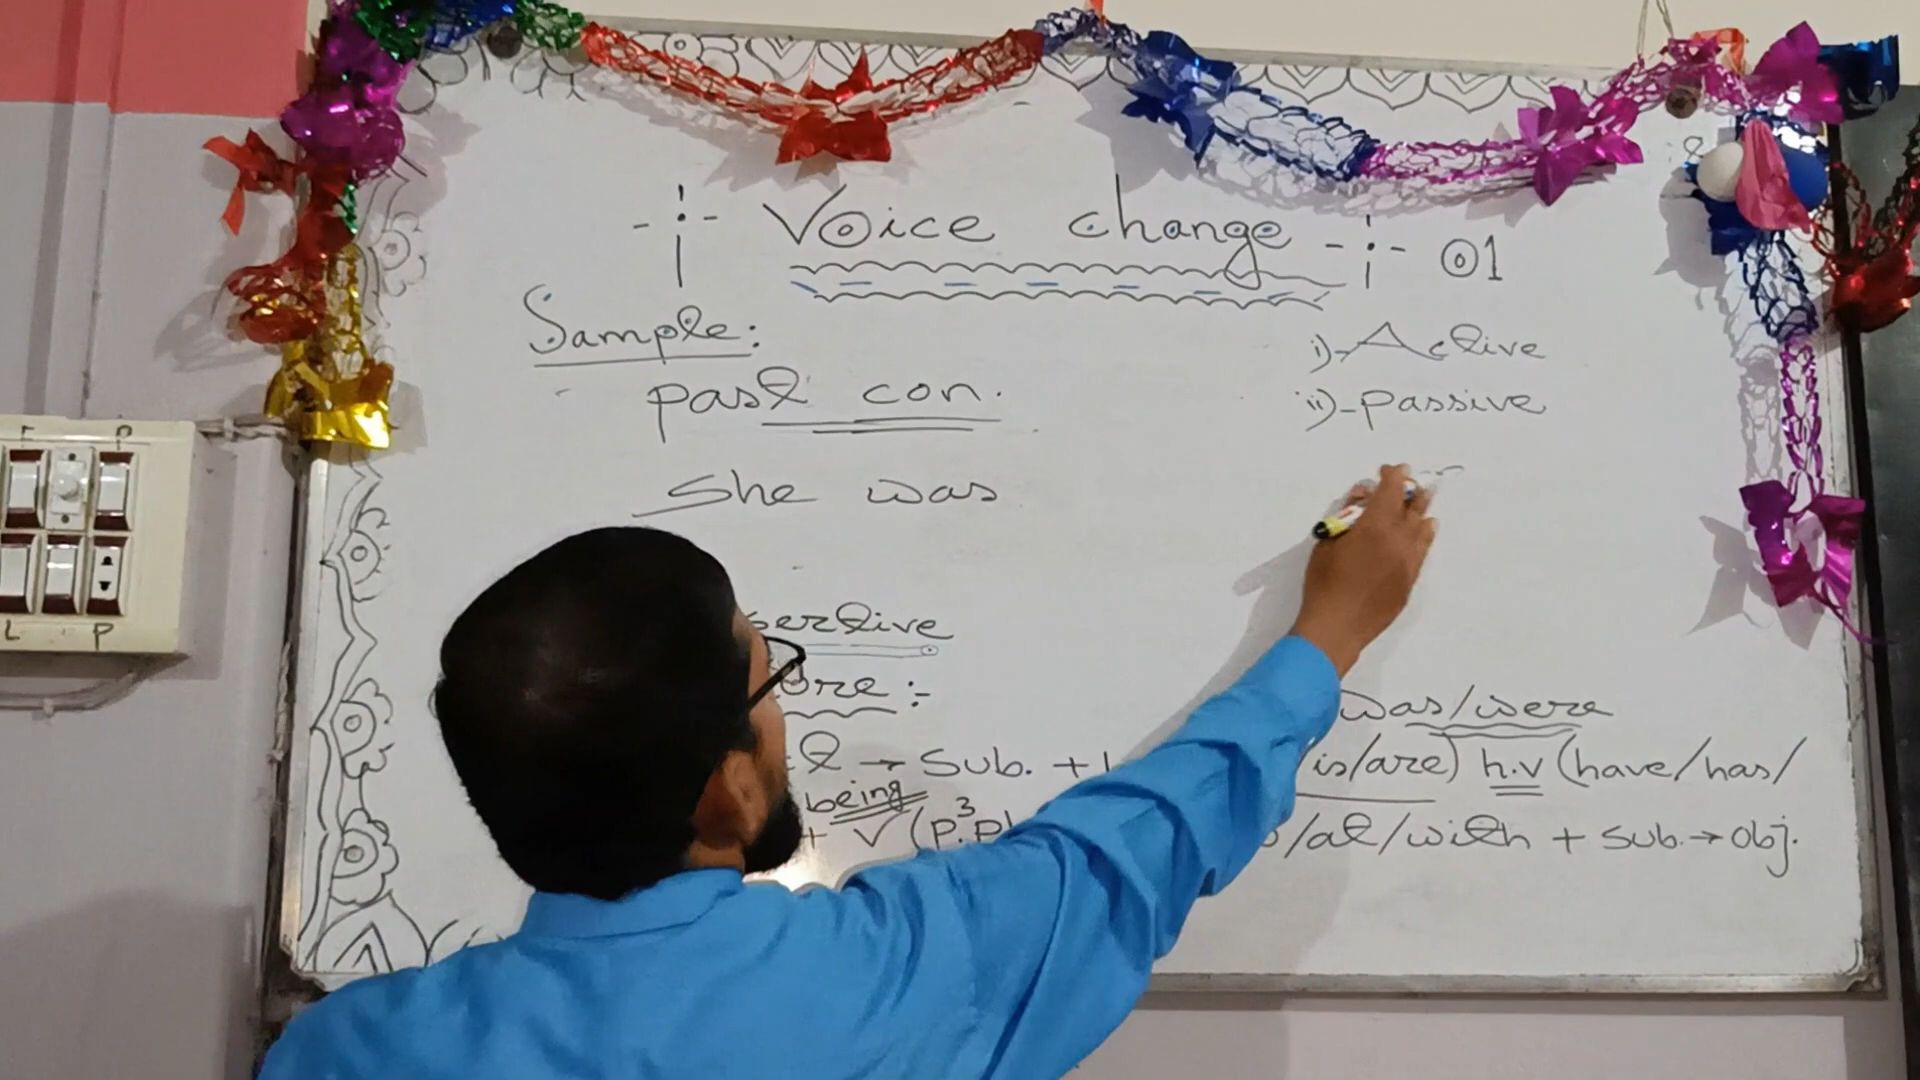 Voice change 01
Sample:
i) Active
past con.
ii) passive
She was
sertive
ore :-
was/were
l → sub. + is/are) h.v (have/has/
being
+ V (p.p) 3 /at/with + sub. → obj.
F P
L P